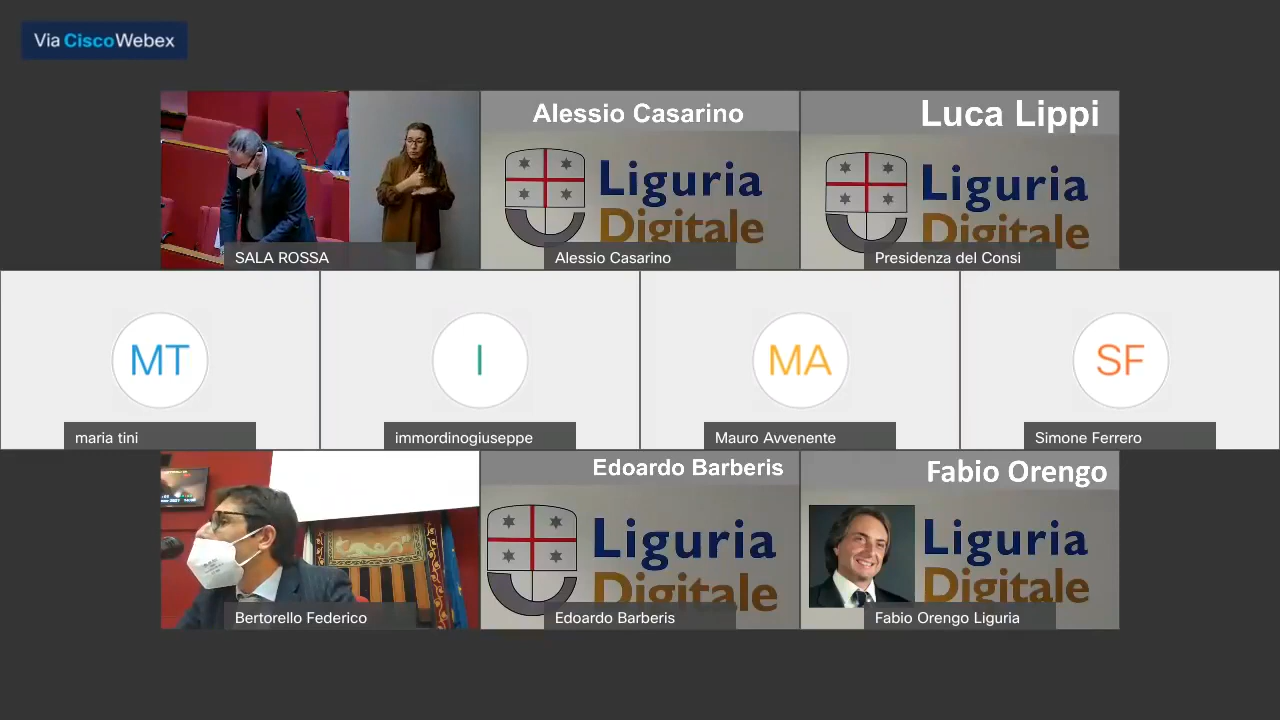 Via CiscoWebex
Alessio Casarino
Luca Lippi
Liguria
Digitale
Liguria
Digitale
SALA ROSSA
Alessio Casarino
Presidenza del Consi
MT
I
MA
SF
maria tini
immordinogiuseppe
Mauro Avvenente
Simone Ferrero
Edoardo Barberis
Fabio Orengo
Liguria
Digitale
Liguria
Digitale
Bertorello Federico
Edoardo Barberis
Fabio Orengo Liguria